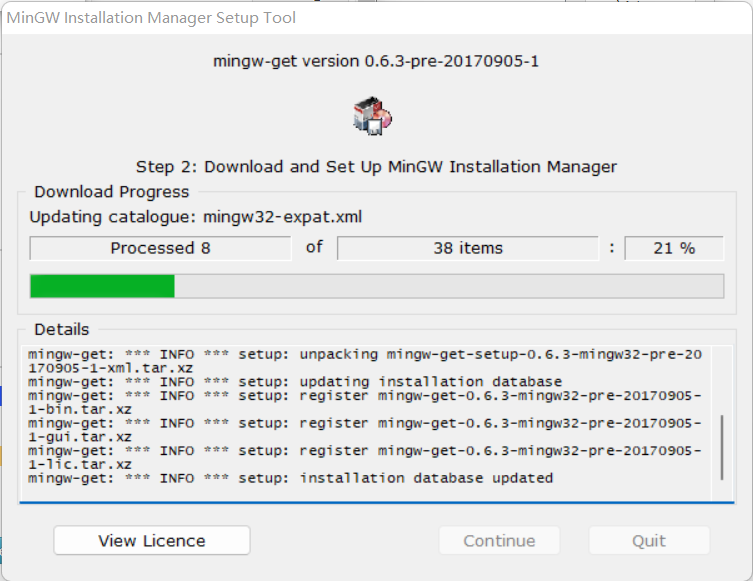 MinGW Installation Manager Setup Tool
mingw-get version 0.6.3-pre-20170905-1
Step 2: Download and Set Up MinGW Installation Manager
Download Progress
Updating catalogue: mingw32-expat.xml
Processed 8 of 38 items : 21 %
Details
mingw-get: *** INFO *** setup: unpacking mingw-get-setup-0.6.3-mingw32-pre-20
170905-1-xml.tar.xz
mingw-get: *** INFO *** setup: updating installation database
mingw-get: *** INFO *** setup: register mingw-get-0.6.3-mingw32-pre-20170905-
1-bin.tar.xz
mingw-get: *** INFO *** setup: register mingw-get-0.6.3-mingw32-pre-20170905-
1-gui.tar.xz
mingw-get: *** INFO *** setup: register mingw-get-0.6.3-mingw32-pre-20170905-
1-lic.tar.xz
mingw-get: *** INFO *** setup: installation database updated
View Licence Continue Quit